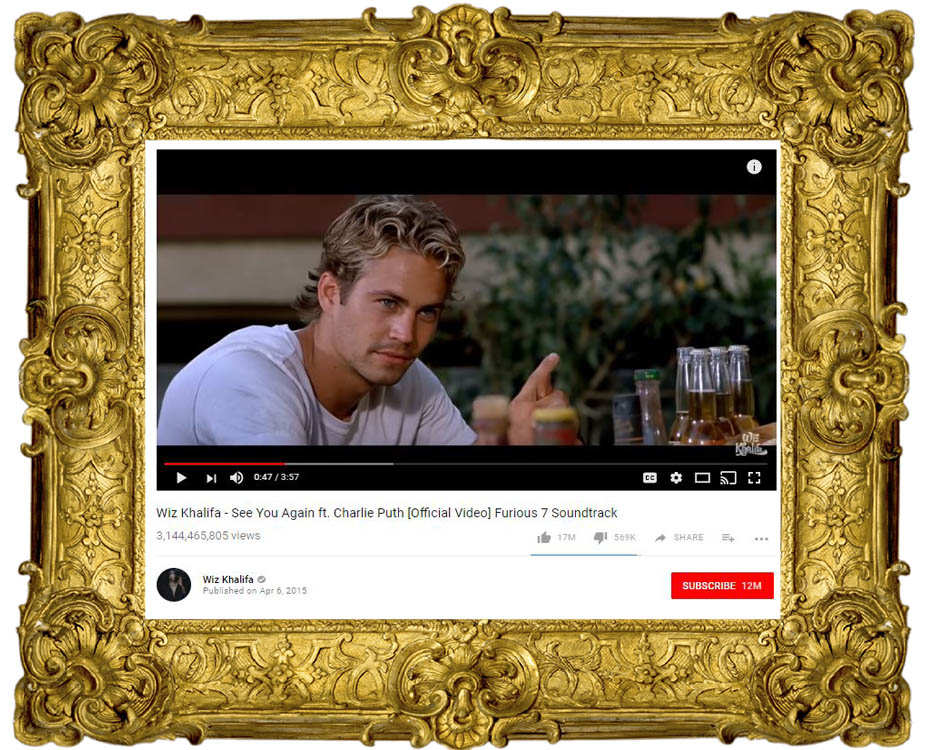 i
Wiz
Khalifa
0:47 / 3:57
CC
Wiz Khalifa - See You Again ft. Charlie Puth [Official Video] Furious 7 Soundtrack
3,144,465,805 views
17M 569K SHARE
Wiz Khalifa
Published on Apr 6, 2015
SUBSCRIBE 12M